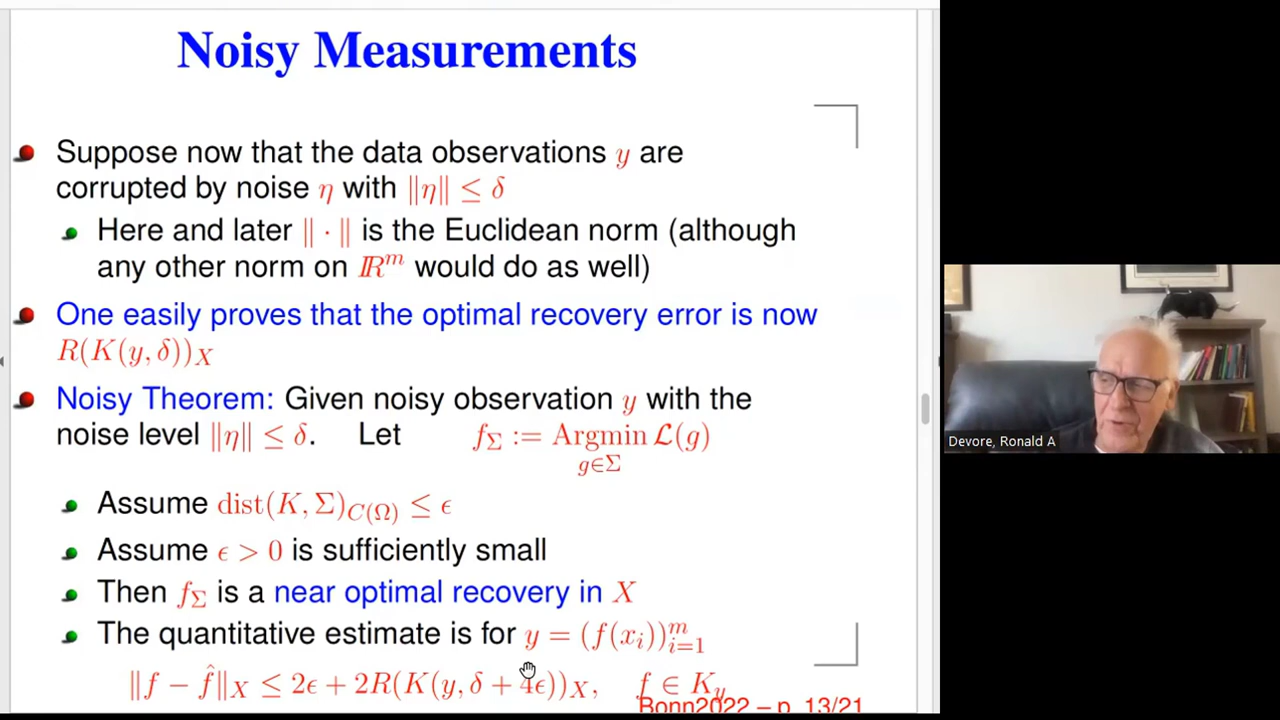 Noisy Measurements
Suppose now that the data observations y are
corrupted by noise η with ‖η‖ ≤ δ
Here and later ‖ · ‖ is the Euclidean norm (although
any other norm on ℝᵐ would do as well)
One easily proves that the optimal recovery error is now
R(K(y, δ))_X
Noisy Theorem: Given noisy observation y with the
noise level ‖η‖ ≤ δ. Let f_Σ := Argmin ℒ(g)
g∈Σ
Assume dist(K, Σ)_{C(Ω)} ≤ ϵ
Assume ϵ > 0 is sufficiently small
Then f_Σ is a near optimal recovery in X
The quantitative estimate is for y = (f(x_i))_{i=1}^m
‖f − f̂‖_X ≤ 2ϵ + 2R(K(y, δ + 4ϵ))_X, f ∈ K_y
Bonn2022 – p. 13/21
Devore, Ronald A